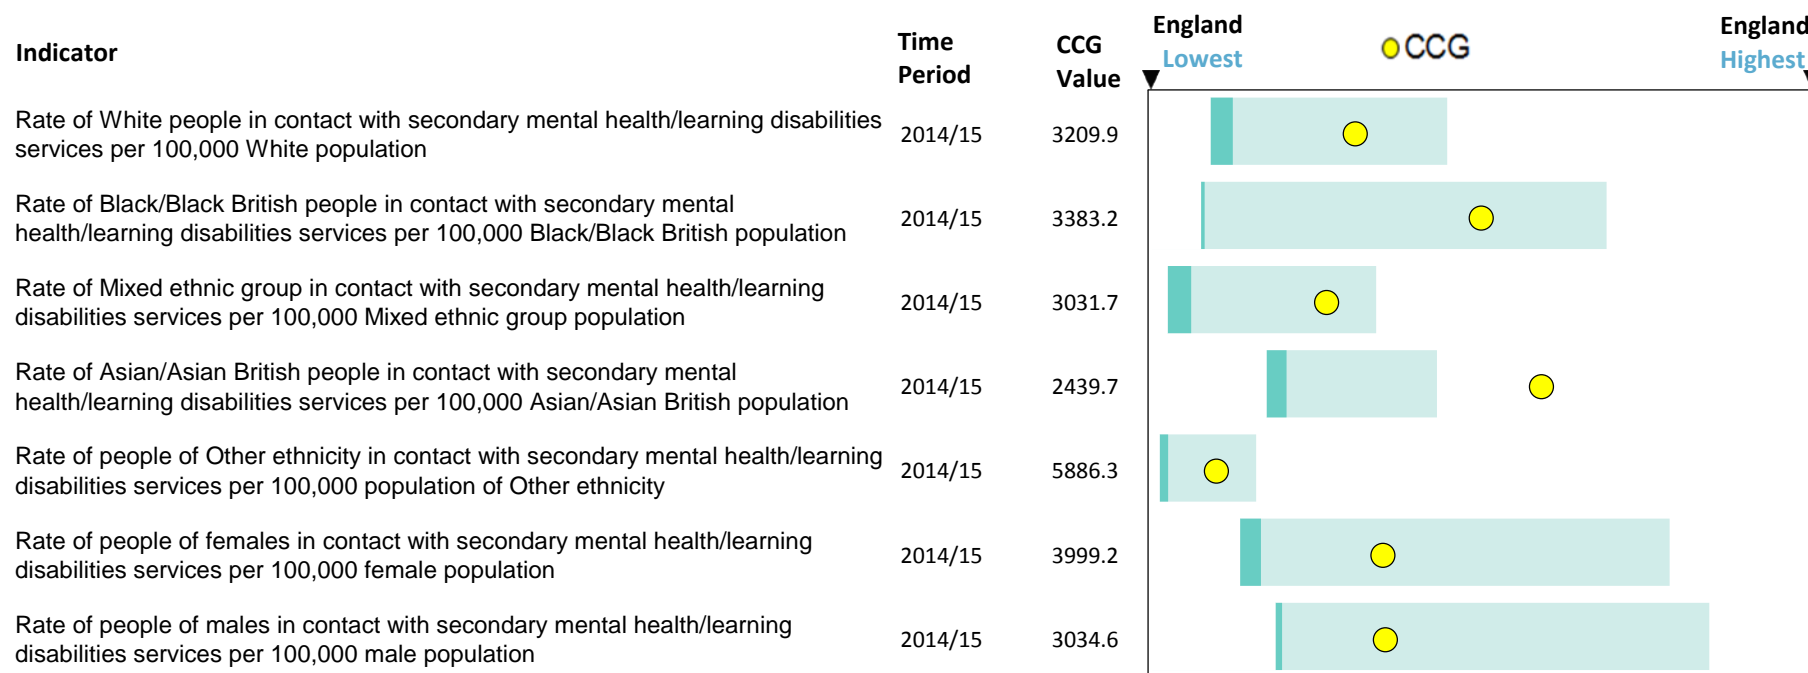 Indicator
Time Period
CCG Value
England Lowest
CCG
England Highest
Rate of White people in contact with secondary mental health/learning disabilities
services per 100,000 White population
2014/15
3209.9
Rate of Black/Black British people in contact with secondary mental
health/learning disabilities services per 100,000 Black/Black British population
2014/15
3383.2
Rate of Mixed ethnic group in contact with secondary mental health/learning
disabilities services per 100,000 Mixed ethnic group population
2014/15
3031.7
Rate of Asian/Asian British people in contact with secondary mental
health/learning disabilities services per 100,000 Asian/Asian British population
2014/15
2439.7
Rate of people of Other ethnicity in contact with secondary mental health/learning
disabilities services per 100,000 population of Other ethnicity
2014/15
5886.3
Rate of people of females in contact with secondary mental health/learning
disabilities services per 100,000 female population
2014/15
3999.2
Rate of people of males in contact with secondary mental health/learning
disabilities services per 100,000 male population
2014/15
3034.6